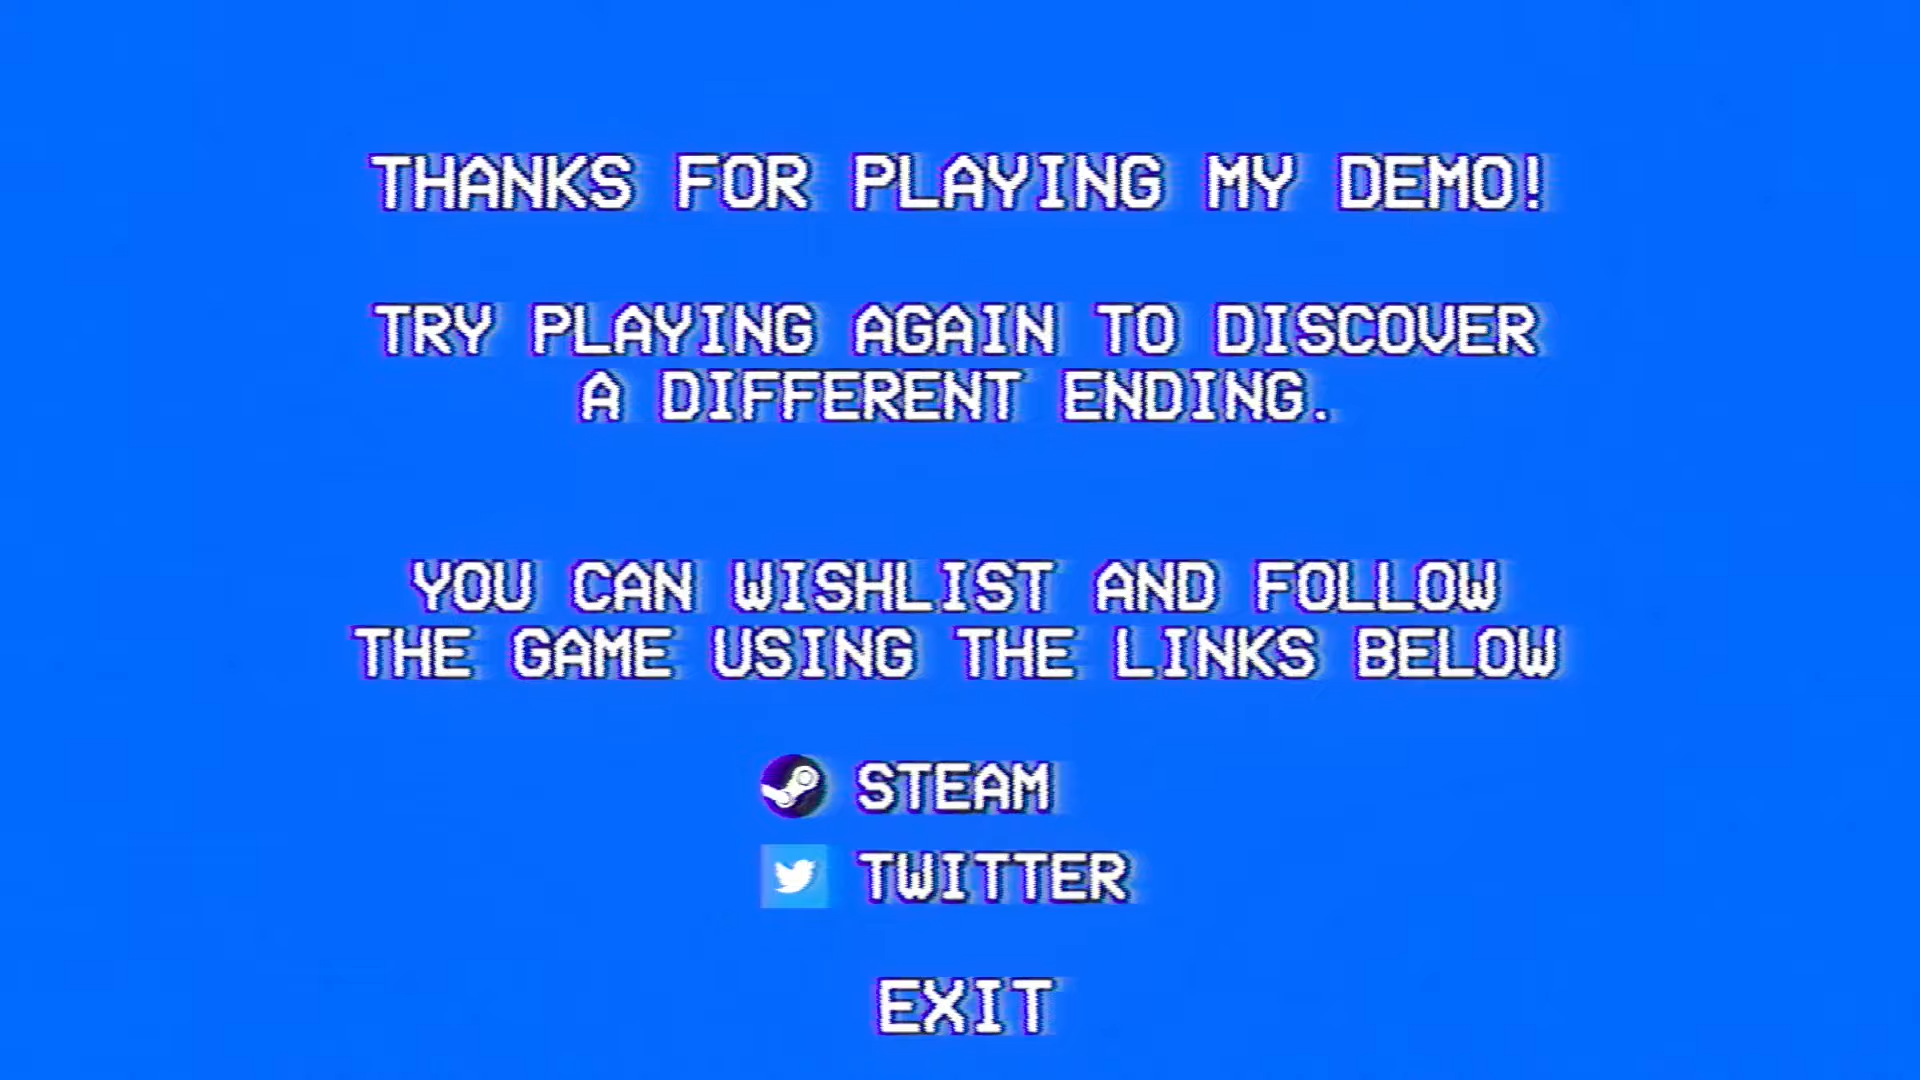 THANKS FOR PLAYING MY DEMO!
TRY PLAYING AGAIN TO DISCOVER
A DIFFERENT ENDING.
YOU CAN WISHLIST AND FOLLOW
THE GAME USING THE LINKS BELOW
STEAM
TWITTER
EXIT